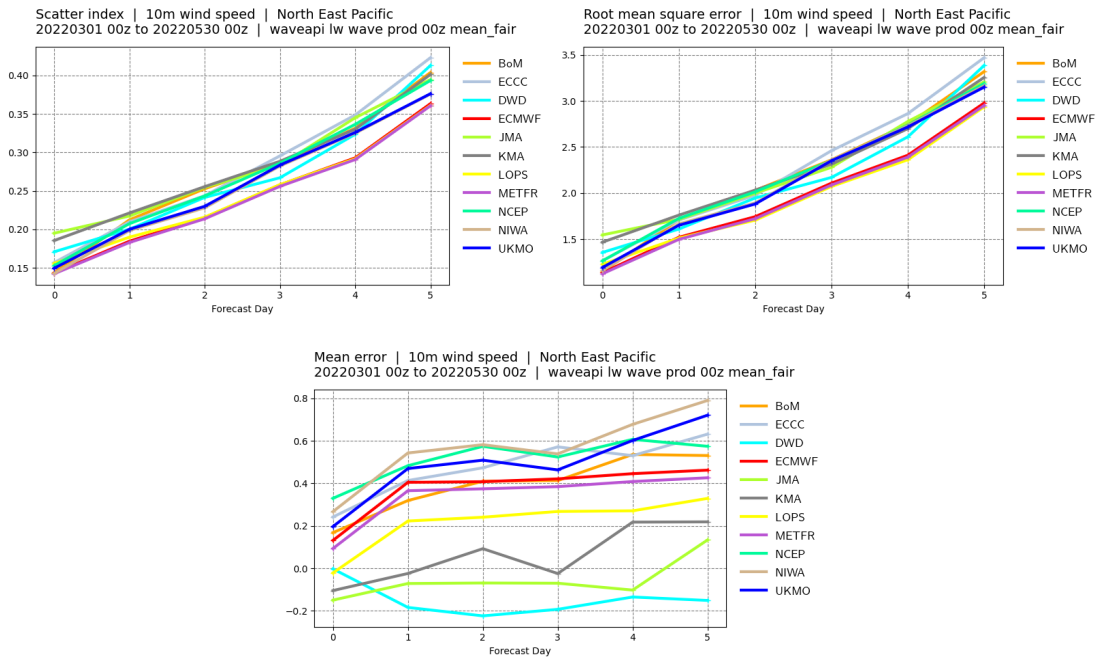 Scatter index | 10m wind speed | North East Pacific
20220301 00z to 20220530 00z | waveapi lw wave prod 00z mean_fair
0.40
0.35
0.30
0.25
0.20
0.15
0 1 2 3 4 5
Forecast Day
BoM
ECCC
DWD
ECMWF
JMA
KMA
LOPS
METFR
NCEP
NIWA
UKMO
Root mean square error | 10m wind speed | North East Pacific
20220301 00z to 20220530 00z | waveapi lw wave prod 00z mean_fair
3.5
3.0
2.5
2.0
1.5
0 1 2 3 4 5
Forecast Day
BoM
ECCC
DWD
ECMWF
JMA
KMA
LOPS
METFR
NCEP
NIWA
UKMO
Mean error | 10m wind speed | North East Pacific
20220301 00z to 20220530 00z | waveapi lw wave prod 00z mean_fair
0.8
0.6
0.4
0.2
0.0
−0.2
0 1 2 3 4 5
Forecast Day
BoM
ECCC
DWD
ECMWF
JMA
KMA
LOPS
METFR
NCEP
NIWA
UKMO